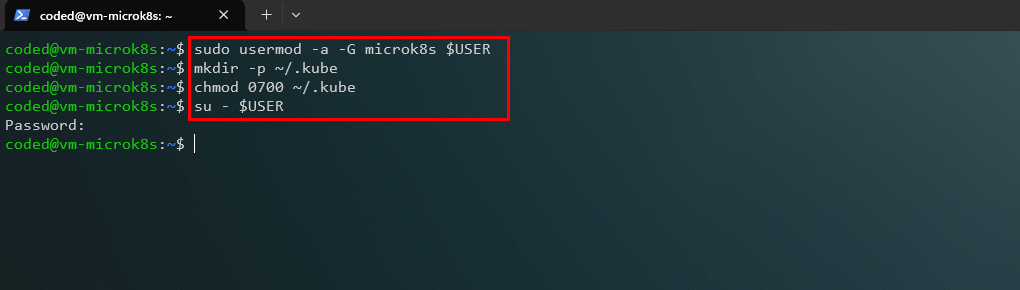 coded@vm-microk8s: ~
coded@vm-microk8s:~$ sudo usermod -a -G microk8s $USER
coded@vm-microk8s:~$ mkdir -p ~/.kube
coded@vm-microk8s:~$ chmod 0700 ~/.kube
coded@vm-microk8s:~$ su - $USER
Password:
coded@vm-microk8s:~$